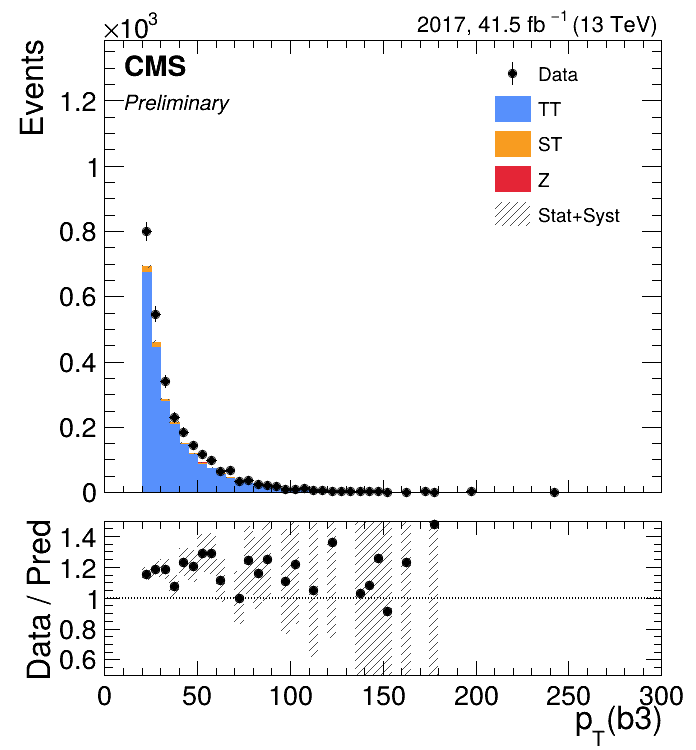 ×10³
2017, 41.5 fb⁻¹ (13 TeV)
CMS
Preliminary
Data
TT
ST
Z
Stat+Syst
Events
1.2
1
0.8
0.6
0.4
0.2
0
Data / Pred
1.4
1.2
1
0.8
0.6
0 50 100 150 200 250 300
p_T(b3)